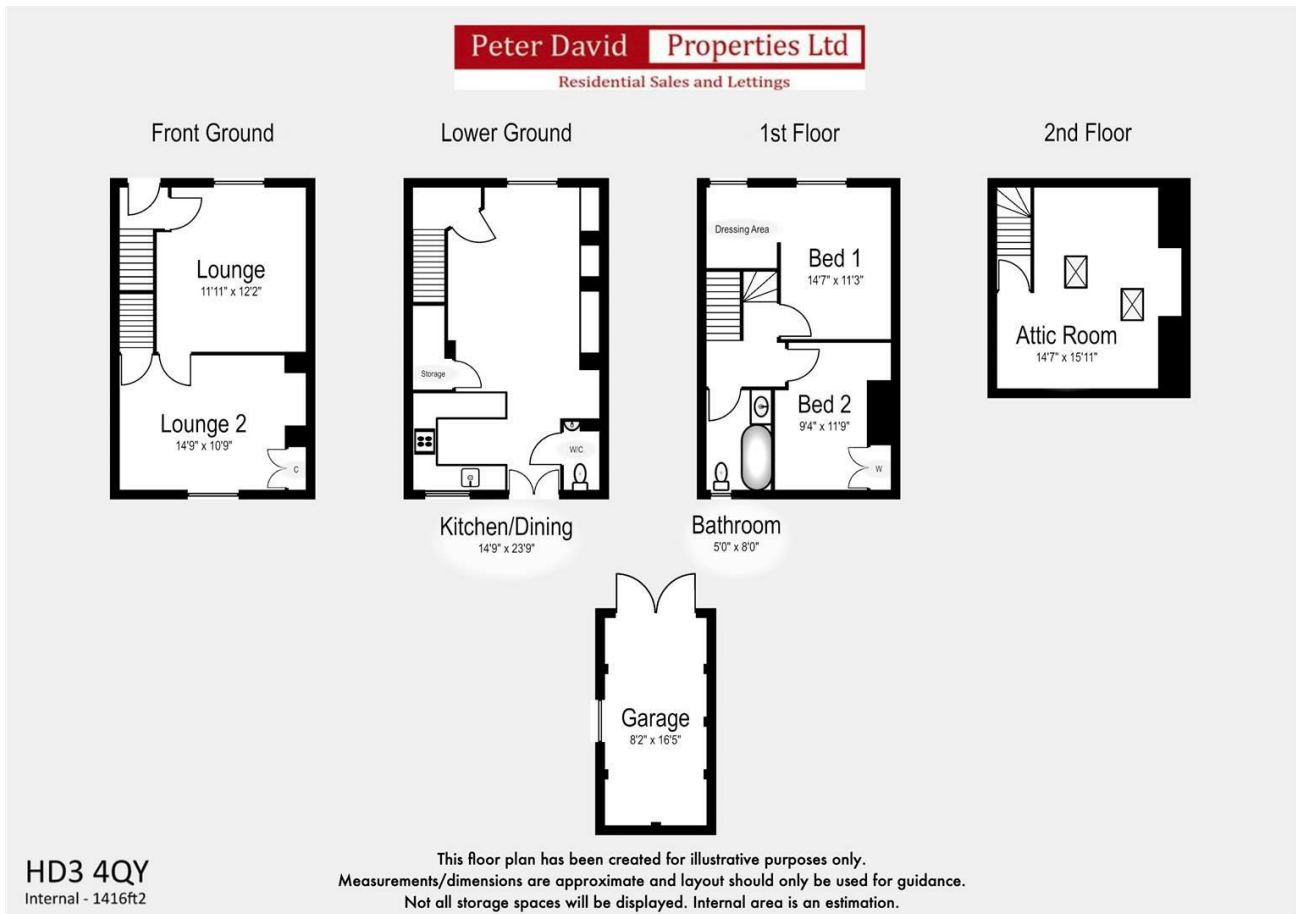 Peter David Properties Ltd
Residential Sales and Lettings
Front Ground
Lower Ground
1st Floor
2nd Floor
Lounge
11'11" x 12'2"
Lounge 2
14'9" x 10'9"
C
Storage
W/C
Kitchen/Dining
14'9" x 23'9"
Dressing Area
Bed 1
14'7" x 11'3"
Bed 2
9'4" x 11'9"
W
Bathroom
5'0" x 8'0"
Attic Room
14'7" x 15'11"
Garage
8'2" x 16'5"
HD3 4QY
Internal - 1416ft2
This floor plan has been created for illustrative purposes only.
Measurements/dimensions are approximate and layout should only be used for guidance.
Not all storage spaces will be displayed. Internal area is an estimation.